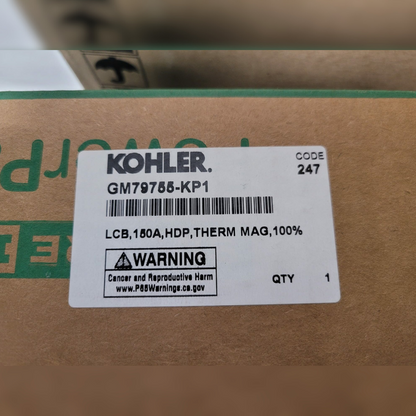 KOHLER.
CODE
247
GM79755-KP1
LCB,150A,HDP,THERM MAG,100%
WARNING
Cancer and Reproductive Harm
www.P65Warnings.ca.gov
QTY 1